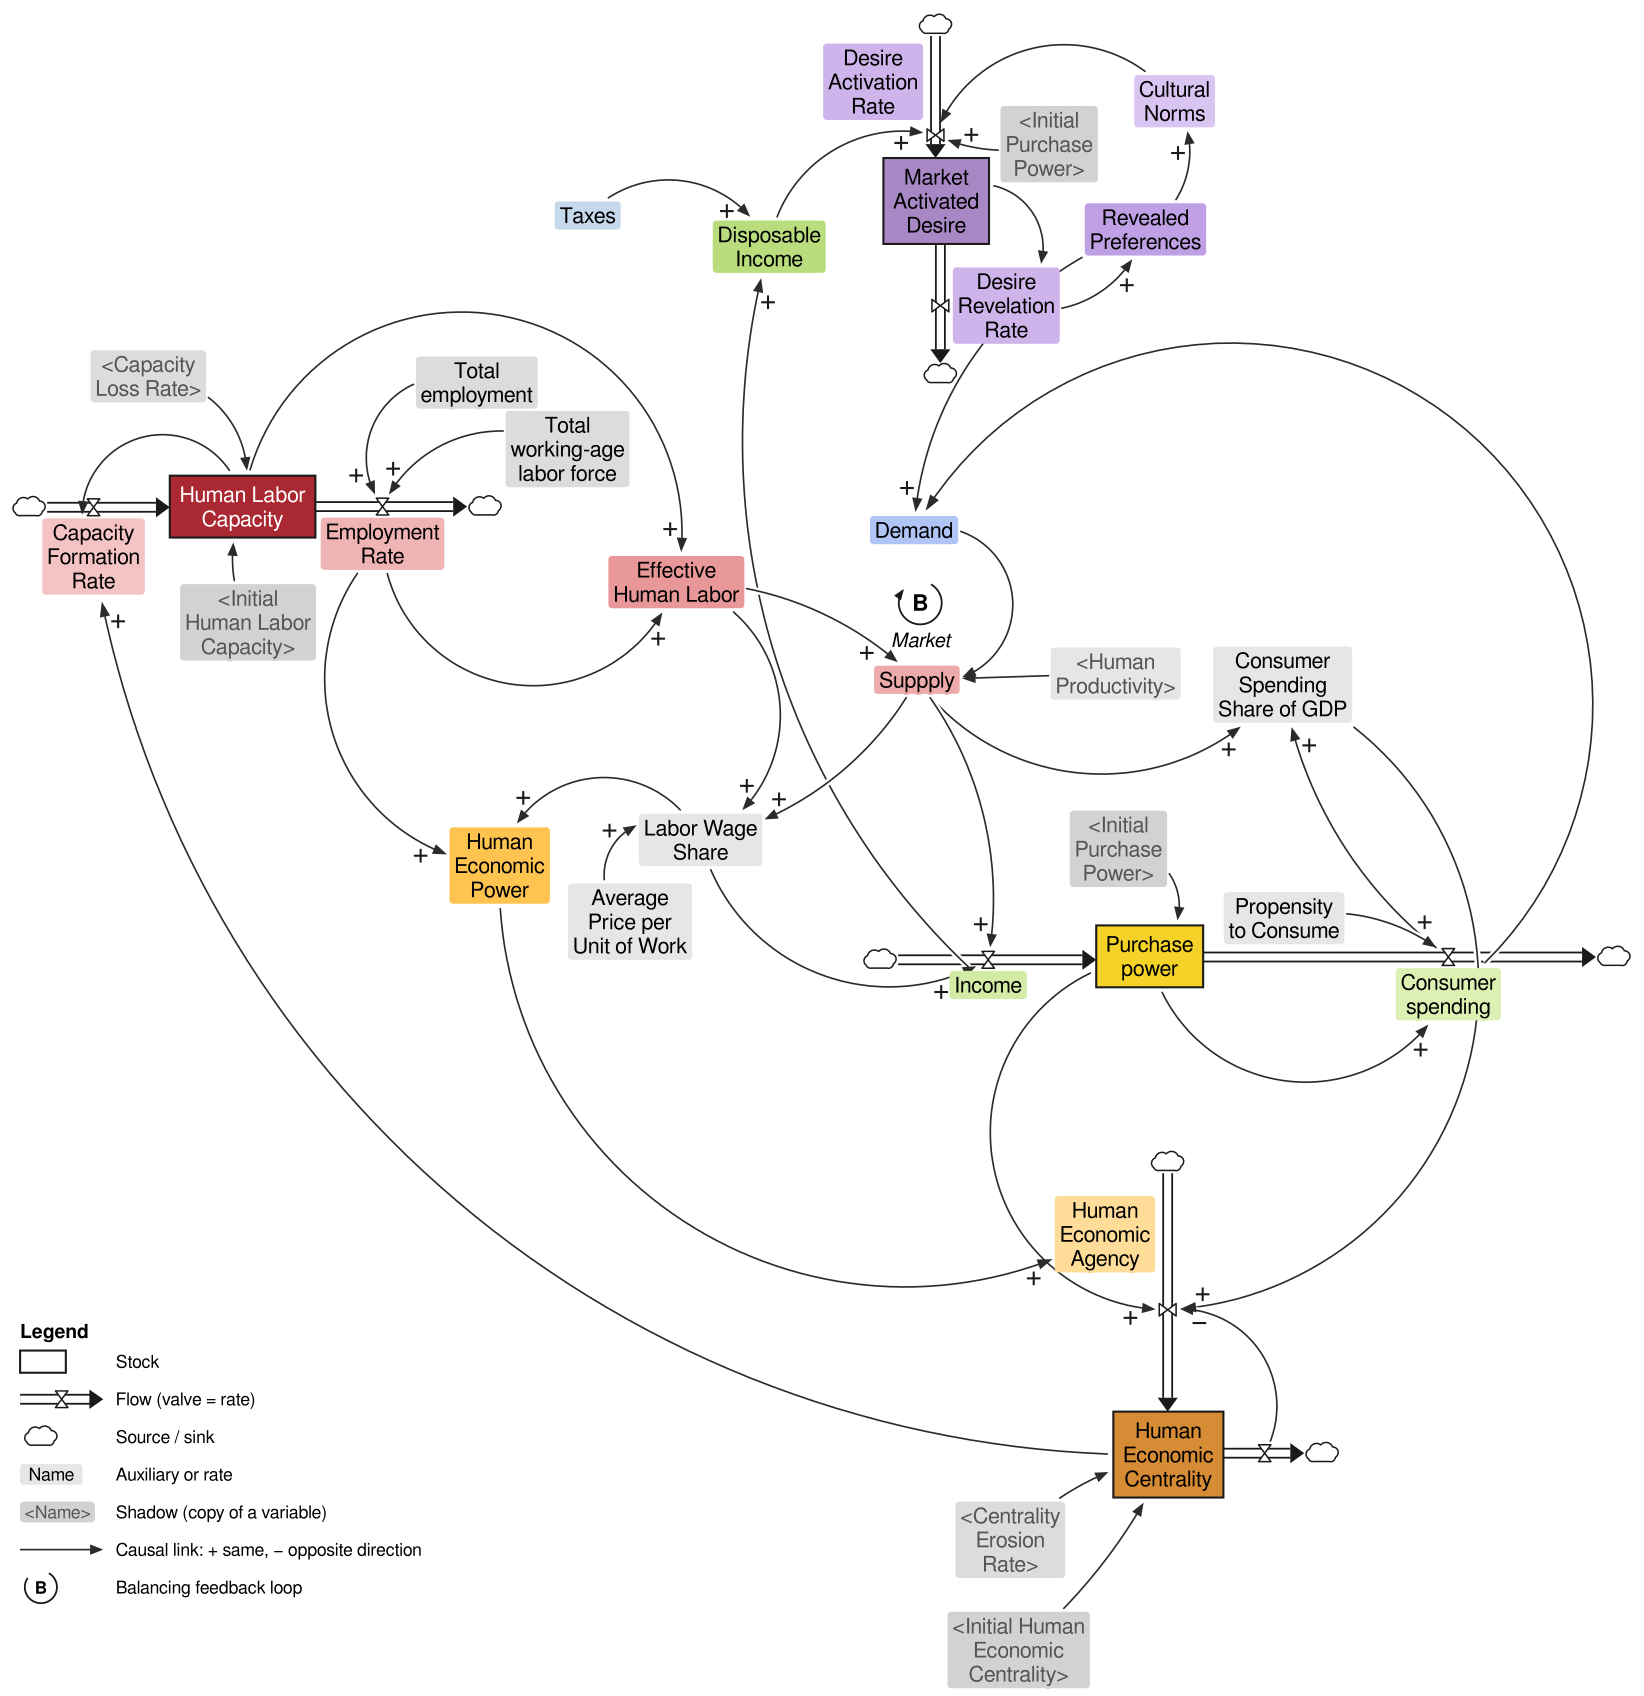 Desire
Activation
Rate
Cultural
Norms
<Initial
Purchase
Power>
+
+
+
Market
Activated
Desire
Taxes
+
Disposable
Income
+
Revealed
Preferences
+
Desire
Revelation
Rate
<Capacity
Loss Rate>
Total
employment
Total
working-age
labor force
+
+
Human Labor
Capacity
Capacity
Formation
Rate
+
Employment
Rate
<Initial
Human Labor
Capacity>
+
Effective
Human Labor
+
+
Demand
B
Market
+
Suppply
<Human
Productivity>
Consumer
Spending
Share of GDP
+
+
+
+
+
Human
Economic
Power
+
+
Labor Wage
Share
Average
Price per
Unit of Work
<Initial
Purchase
Power>
Propensity
to Consume
+
+
Income
+
Purchase
power
Consumer
spending
+
Human
Economic
Agency
+
+
+
−
Human
Economic
Centrality
<Centrality
Erosion
Rate>
<Initial Human
Economic
Centrality>
Legend
Stock
Flow (valve = rate)
Source / sink
Name
Auxiliary or rate
<Name>
Shadow (copy of a variable)
Causal link: + same, − opposite direction
B
Balancing feedback loop